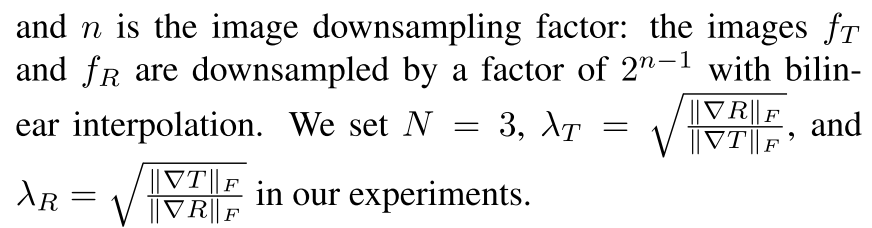 and $n$ is the image downsampling factor: the images $f_T$
and $f_R$ are downsampled by a factor of $2^{n-1}$ with bilin-
ear interpolation. We set $N = 3$, $\lambda_T = \sqrt{\frac{\|\nabla R\|_F}{\|\nabla T\|_F}}$, and
$\lambda_R = \sqrt{\frac{\|\nabla T\|_F}{\|\nabla R\|_F}}$ in our experiments.